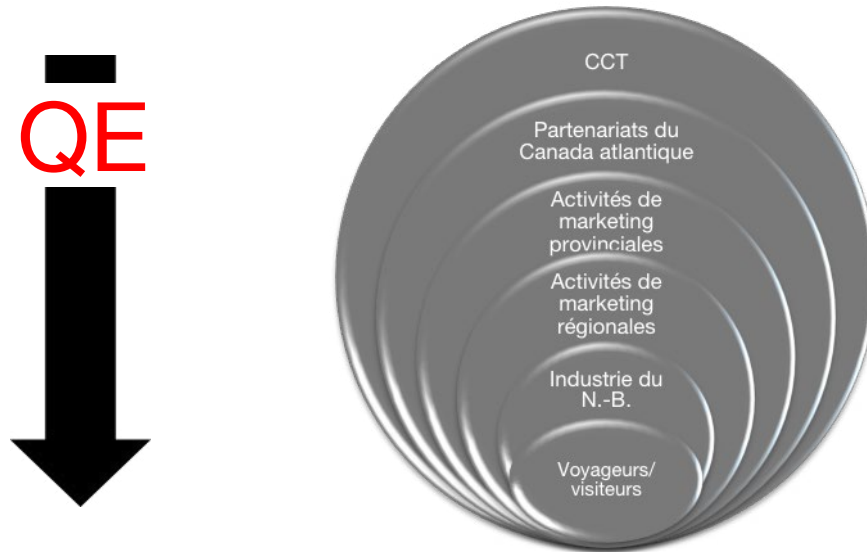 QE
CCT
Partenariats du
Canada atlantique
Activités de
marketing
provinciales
Activités de
marketing
régionales
Industrie du
N.-B.
Voyageurs/
visiteurs